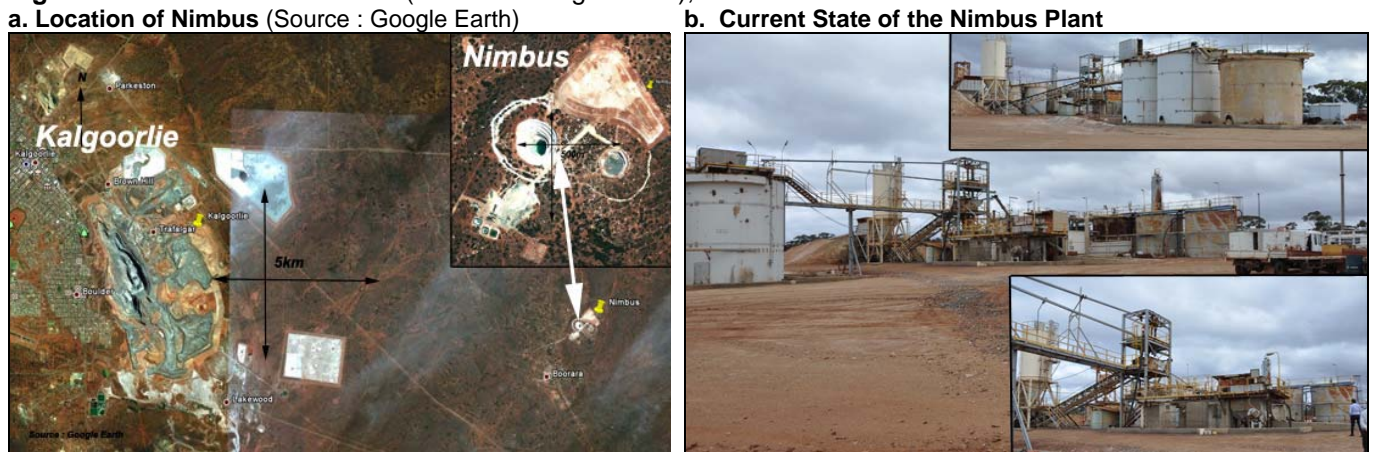 a. Location of Nimbus (Source : Google Earth)
b. Current State of the Nimbus Plant
Nimbus
N
Parkeston
Kalgoorlie
Kalgoorlie
Brown Hill
Kalgoorlie
Trafalgar
5km
Boulder
Nimbus
Boorara
Lakewood
Source : Google Earth